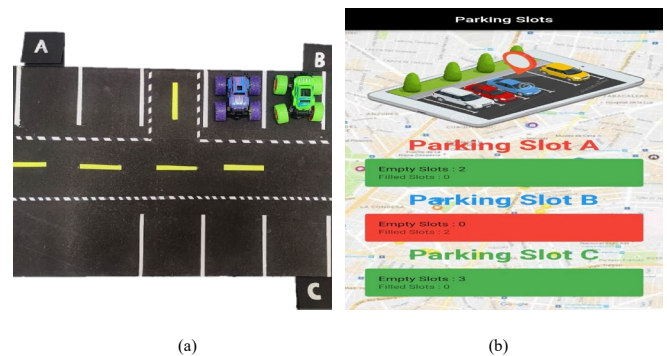 A
B
C
(a)
Parking Slots
Parking Slot A
Empty Slots : 2
Filled Slots : 0
Parking Slot B
Empty Slots : 0
Filled Slots : 2
Parking Slot C
Empty Slots : 3
Filled Slots : 0
(b)